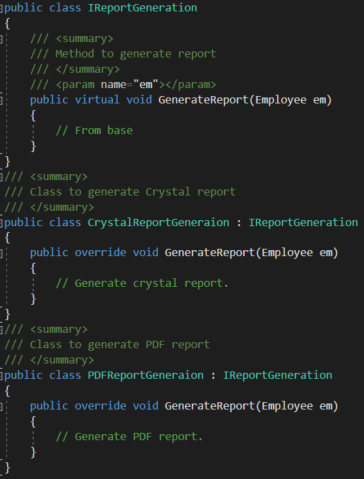 public class IReportGeneration
{
/// <summary>
/// Method to generate report
/// </summary>
/// <param name="em"></param>
public virtual void GenerateReport(Employee em)
{
// From base
}
}
/// <summary>
/// Class to generate Crystal report
/// </summary>
public class CrystalReportGeneraion : IReportGeneration
{
public override void GenerateReport(Employee em)
{
// Generate crystal report.
}
}
/// <summary>
/// Class to generate PDF report
/// </summary>
public class PDFReportGeneraion : IReportGeneration
{
public override void GenerateReport(Employee em)
{
// Generate PDF report.
}
}